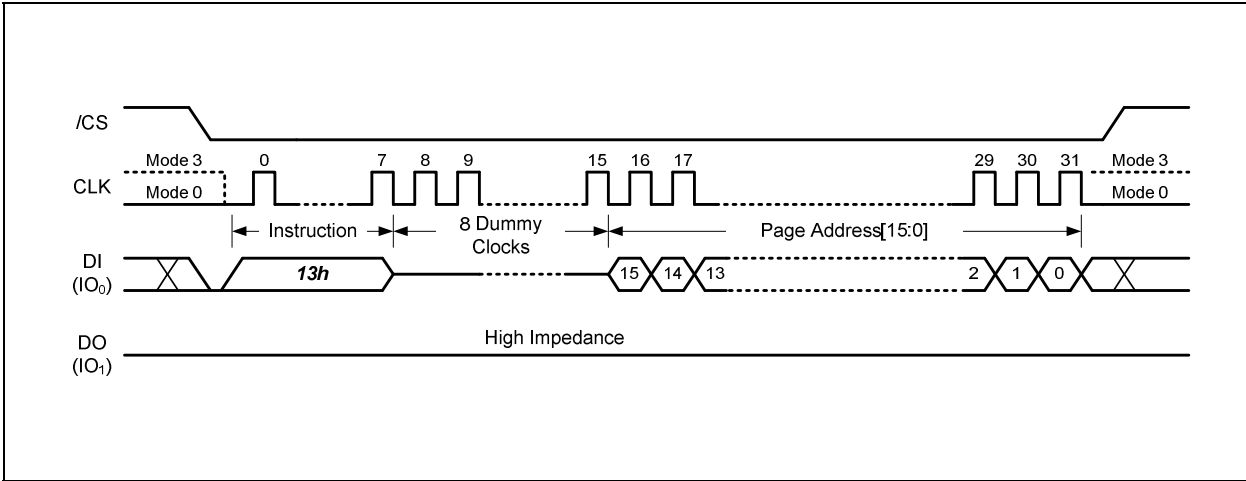 /CS
Mode 3 0 7 8 9 15 16 17 29 30 31 Mode 3
CLK
Mode 0 Mode 0
Instruction 8 Dummy Clocks Page Address[15:0]
DI (IO₀)
13h 15 14 13 2 1 0
High Impedance
DO (IO₁)